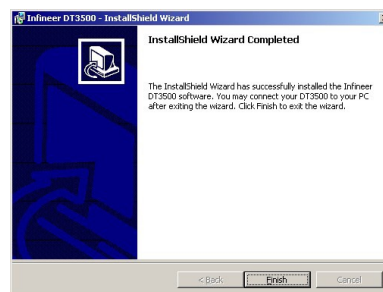 Infineer DT3500 - InstallShield Wizard
InstallShield Wizard Completed
The InstallShield Wizard has successfully installed the Infineer
DT3500 software. You may connect your DT3500 to your PC
after exiting the wizard. Click Finish to exit the wizard.
< Back
Finish
Cancel